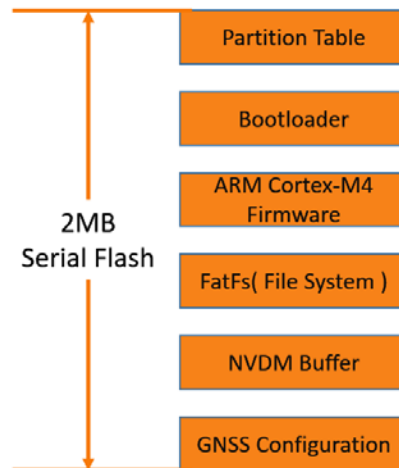 Partition Table
Bootloader
ARM Cortex-M4
Firmware
2MB
Serial Flash
FatFs( File System )
NVDM Buffer
GNSS Configuration